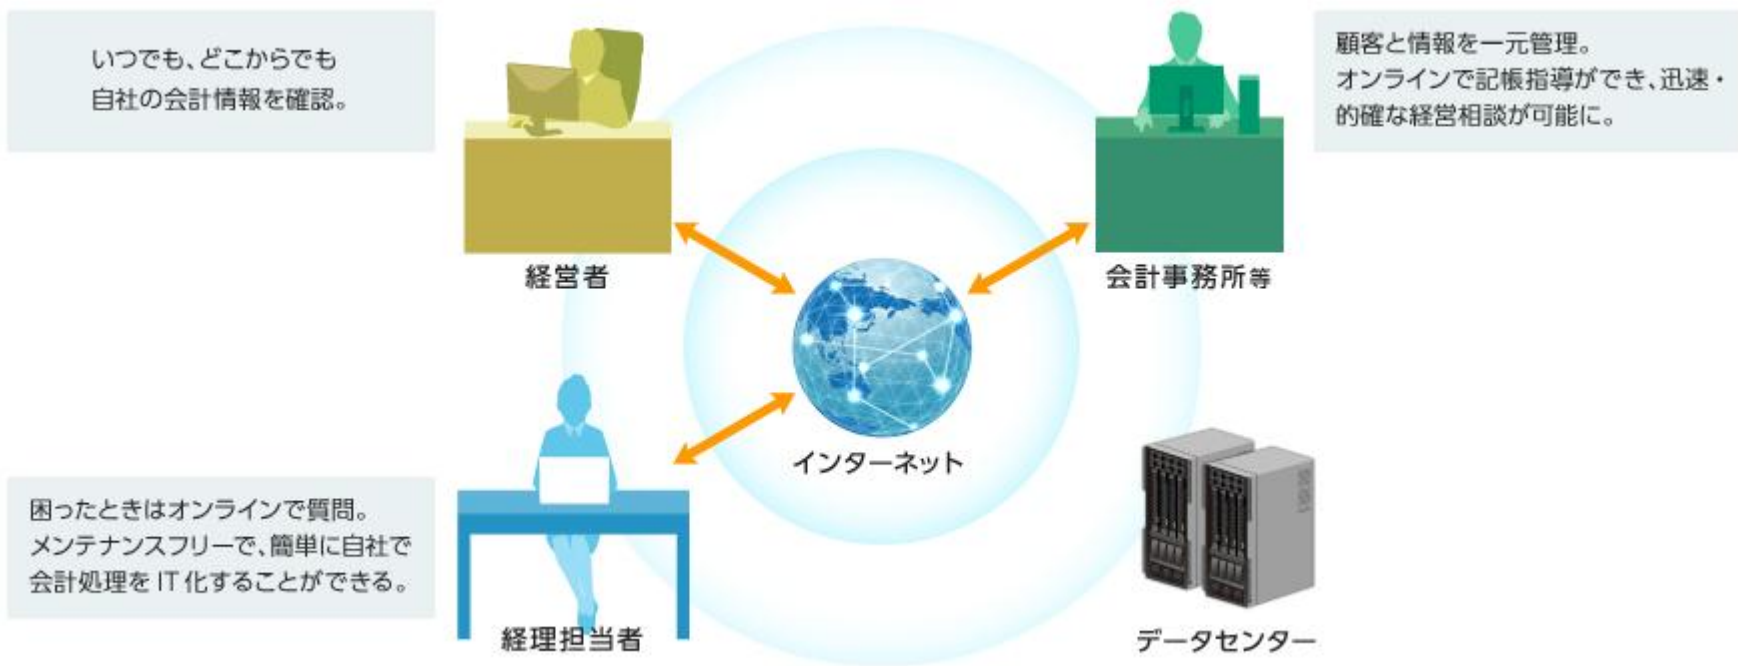 いつでも、どこからでも
自社の会計情報を確認。
経営者
顧客と情報を一元管理。
オンラインで記帳指導ができ、迅速・
的確な経営相談が可能に。
会計事務所等
インターネット
困ったときはオンラインで質問。
メンテナンスフリーで、簡単に自社で
会計処理をIT化することができる。
経理担当者
データセンター